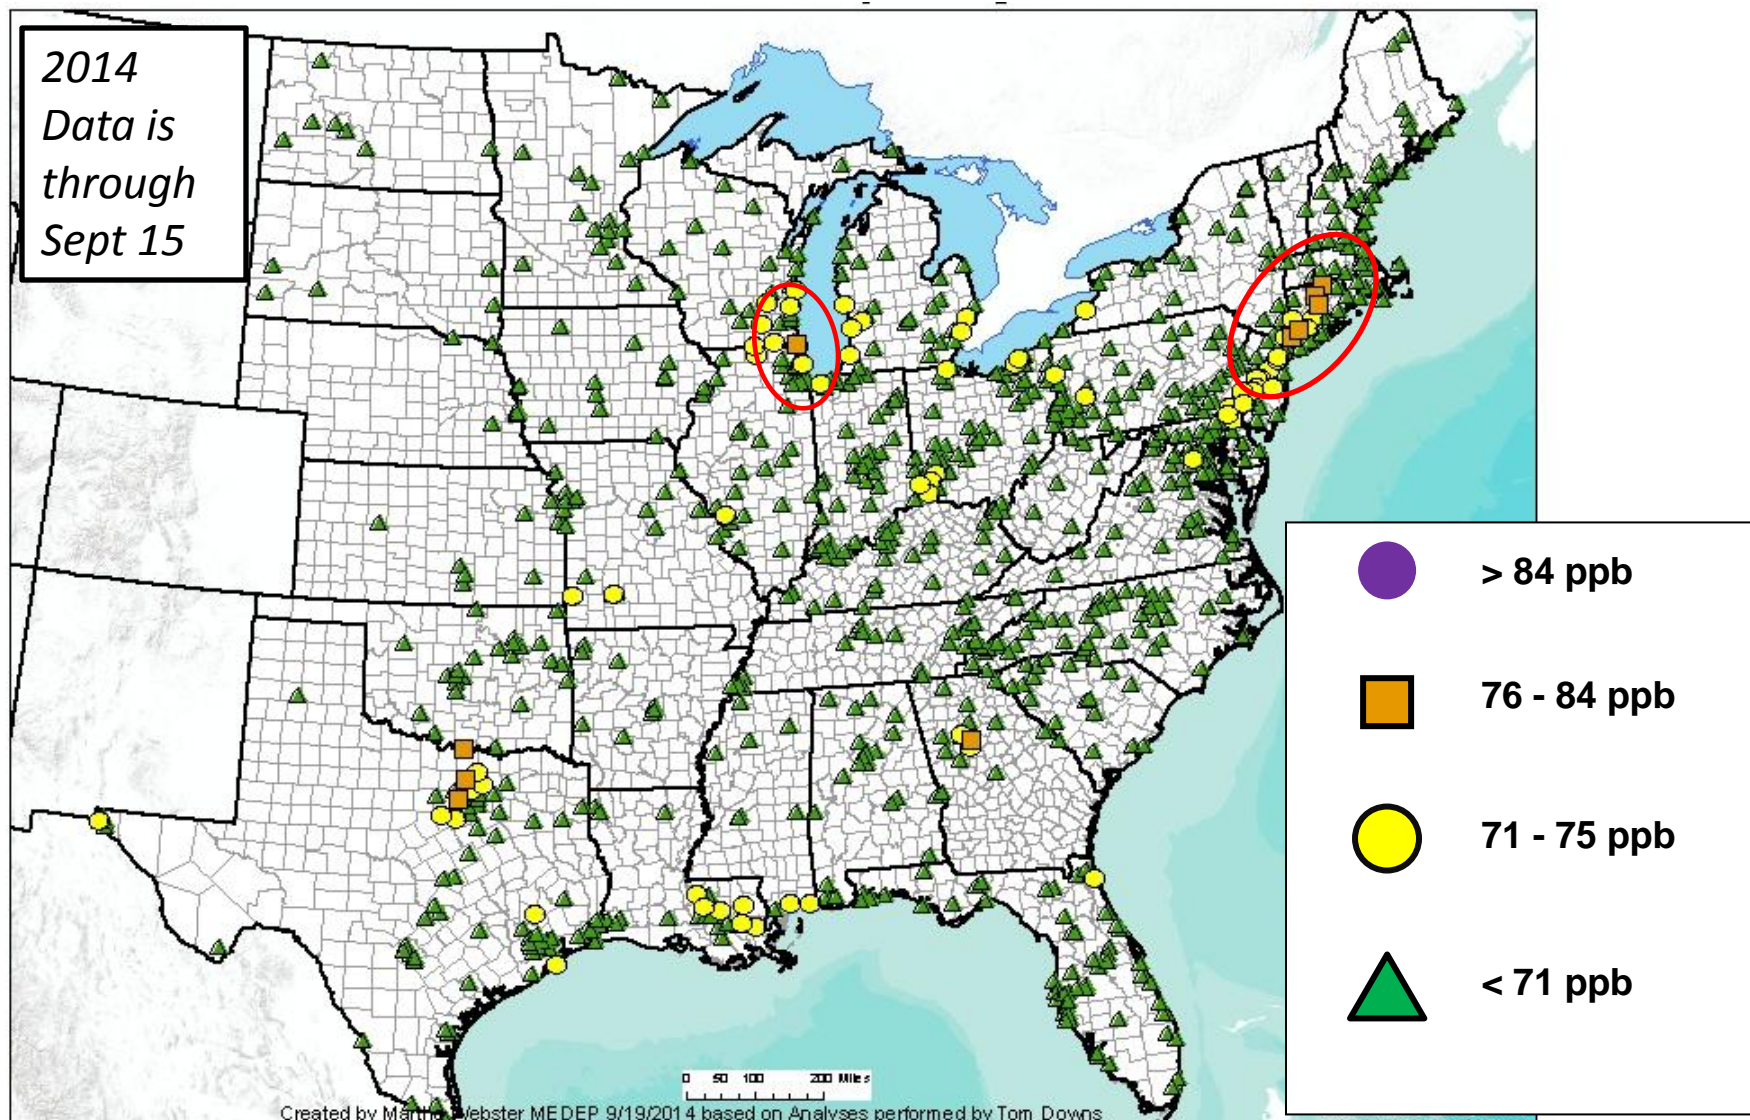 2014
Data is
through
Sept 15
> 84 ppb
76 - 84 ppb
71 - 75 ppb
< 71 ppb
0 50 100 200 Miles
Created by Martha Webster MEDEP 9/19/2014 based on Analyses performed by Tom Downs